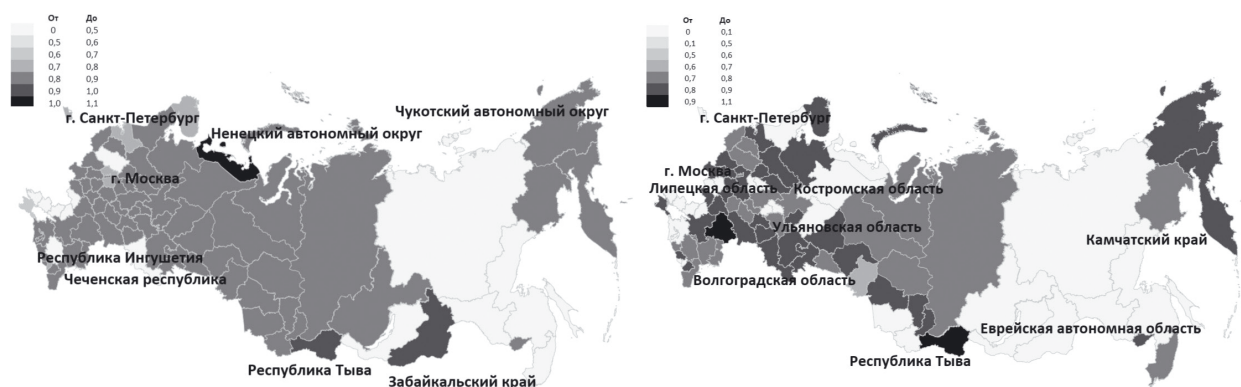 От До
0 0,5
0,5 0,6
0,6 0,7
0,7 0,8
0,8 0,9
0,9 1,0
1,0 1,1
г. Санкт-Петербург
Чукотский автономный округ
Ненецкий автономный округ
г. Москва
Республика Ингушетия
Чеченская республика
Республика Тыва
Забайкальский край
От До
0 0,1
0,1 0,5
0,5 0,6
0,6 0,7
0,7 0,8
0,8 0,9
0,9 1,1
г. Санкт-Петербург
г. Москва
Липецкая область
Костромская область
Ульяновская область
Камчатский край
Волгоградская область
Еврейская автономная область
Республика Тыва